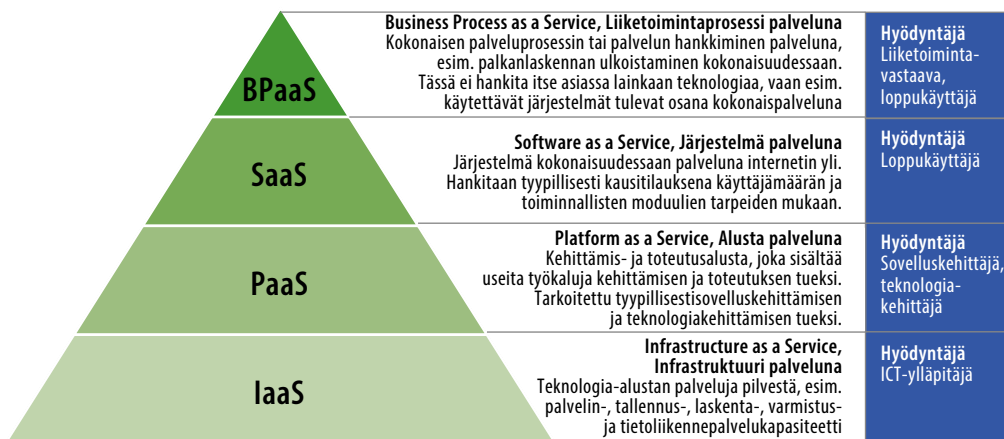 BPaaS
Business Process as a Service, Liiketoimintaprosessi palveluna
Kokonaisen palveluprosessin tai palvelun hankkiminen palveluna,
esim. palkanlaskennan ulkoistaminen kokonaisuudessaan.
Tässä ei hankita itse asiassa lainkaan teknologiaa, vaan esim.
käytettävät järjestelmät tulevat osana kokonaispalveluna
Hyödyntäjä
Liiketoiminta-
vastaava,
loppukäyttäjä
SaaS
Software as a Service, Järjestelmä palveluna
Järjestelmä kokonaisuudessaan palveluna internetin yli.
Hankitaan tyypillisesti kausitilauksena käyttäjämäärän ja
toiminnallisten moduulien tarpeiden mukaan.
Hyödyntäjä
Loppukäyttäjä
PaaS
Platform as a Service, Alusta palveluna
Kehittämis- ja toteutusalusta, joka sisältää
useita työkaluja kehittämisen ja toteutuksen tueksi.
Tarkoitettu tyypillisestisovelluskehittämisen
ja teknologiakehittämisen tueksi.
Hyödyntäjä
Sovelluskehittäjä,
teknologia-
kehittäjä
IaaS
Infrastructure as a Service,
Infrastruktuuri palveluna
Teknologia-alustan palveluja pilvestä, esim.
palvelin-, tallennus-, laskenta-, varmistus-
ja tietoliikennepalvelukapasiteetti
Hyödyntäjä
ICT-ylläpitäjä